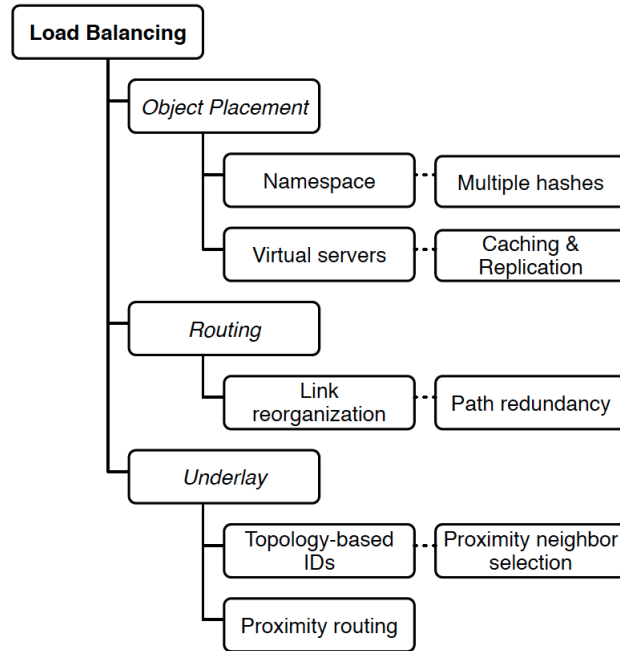 Load Balancing
Object Placement
Namespace
Multiple hashes
Virtual servers
Caching &
Replication
Routing
Link
reorganization
Path redundancy
Underlay
Topology-based
IDs
Proximity neighbor
selection
Proximity routing